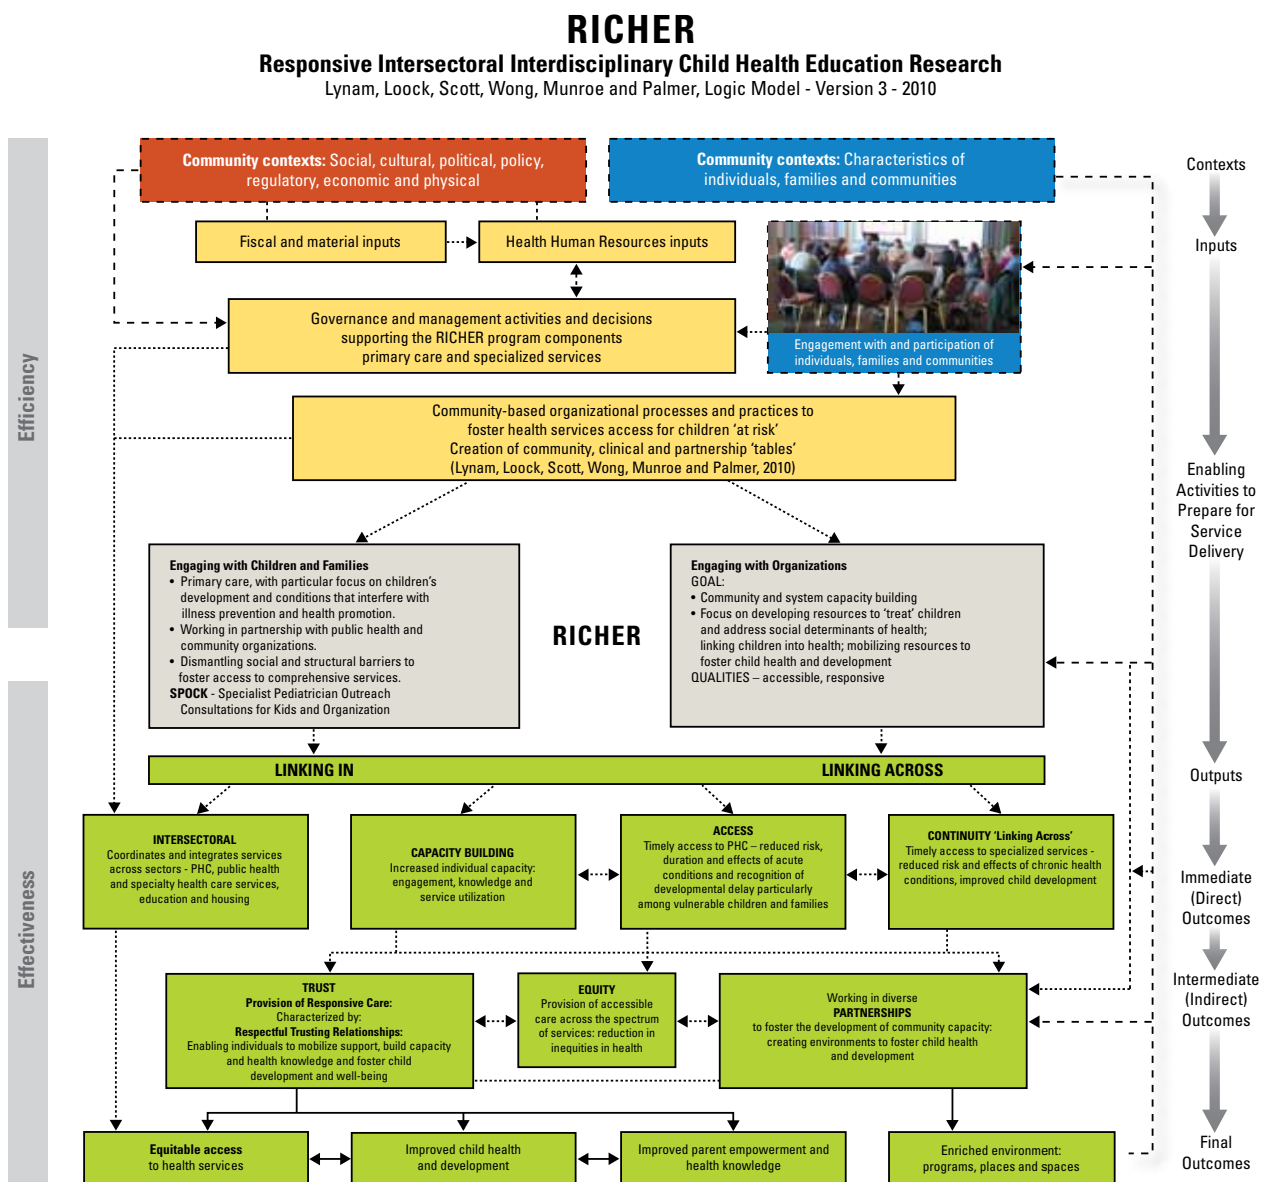 RICHER
Responsive Intersectoral Interdisciplinary Child Health Education Research
Lynam, Loock, Scott, Wong, Munroe and Palmer, Logic Model - Version 3 - 2010
Efficiency
Effectiveness
Community contexts: Social, cultural, political, policy,
regulatory, economic and physical
Community contexts: Characteristics of
individuals, families and communities
Fiscal and material inputs
Health Human Resources inputs
Governance and management activities and decisions
supporting the RICHER program components
primary care and specialized services
Engagement with and participation of
individuals, families and communities
Community-based organizational processes and practices to
foster health services access for children ‘at risk’
Creation of community, clinical and partnership ‘tables’
(Lynam, Loock, Scott, Wong, Munroe and Palmer, 2010)
Engaging with Children and Families
• Primary care, with particular focus on children’s
development and conditions that interfere with
illness prevention and health promotion.
• Working in partnership with public health and
community organizations.
• Dismantling social and structural barriers to
foster access to comprehensive services.
SPOCK - Specialist Pediatrician Outreach
Consultations for Kids and Organization
RICHER
Engaging with Organizations
GOAL:
• Community and system capacity building
• Focus on developing resources to ‘treat’ children
and address social determinants of health;
linking children into health; mobilizing resources to
foster child health and development
QUALITIES – accessible, responsive
LINKING IN
LINKING ACROSS
INTERSECTORAL
Coordinates and integrates services
across sectors - PHC, public health
and specialty health care services,
education and housing
CAPACITY BUILDING
Increased individual capacity:
engagement, knowledge and
service utilization
ACCESS
Timely access to PHC – reduced risk,
duration and effects of acute
conditions and recognition of
developmental delay particularly
among vulnerable children and families
CONTINUITY ‘Linking Across’
Timely access to specialized services -
reduced risk and effects of chronic health
conditions, improved child development
TRUST
Provision of Responsive Care:
Characterized by:
Respectful Trusting Relationships:
Enabling individuals to mobilize support, build capacity
and health knowledge and foster child
development and well-being
EQUITY
Provision of accessible
care across the spectrum
of services: reduction in
inequities in health
Working in diverse
PARTNERSHIPS
to foster the development of community capacity:
creating environments to foster child health
and development
Equitable access
to health services
Improved child health
and development
Improved parent empowerment and
health knowledge
Enriched environment:
programs, places and spaces
Contexts
Inputs
Enabling
Activities to
Prepare for
Service
Delivery
Outputs
Immediate
(Direct)
Outcomes
Intermediate
(Indirect)
Outcomes
Final
Outcomes